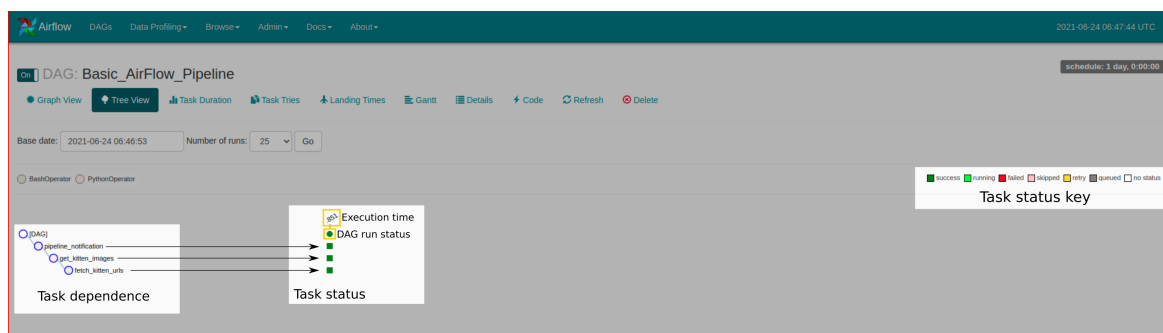 Airflow DAGs Data Profiling Browse Admin Docs About 2021-06-24 06:47:44 UTC
On DAG: Basic_AirFlow_Pipeline schedule: 1 day, 0:00:00
Graph View Tree View Task Duration Task Tries Landing Times Gantt Details Code Refresh Delete
Base date: 2021-06-24 06:46:53 Number of runs: 25 Go
BashOperator PythonOperator success running failed skipped retry queued no status
Task status key
Execution time
[DAG] DAG run status
pipeline_notification
get_kitten_images
fetch_kitten_urls
Task dependence Task status